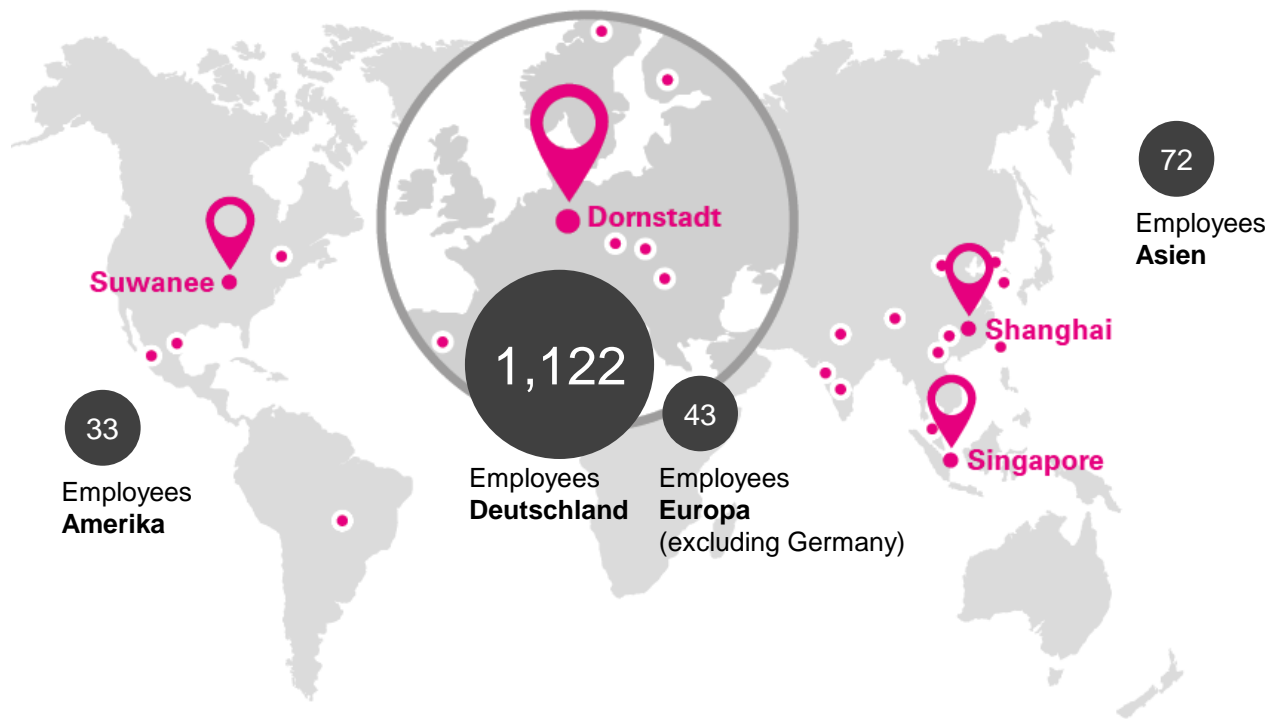 Dornstadt
Suwanee
Shanghai
Singapore
72
Employees
Asien
33
Employees
Amerika
1,122
Employees
Deutschland
43
Employees
Europa
(excluding Germany)